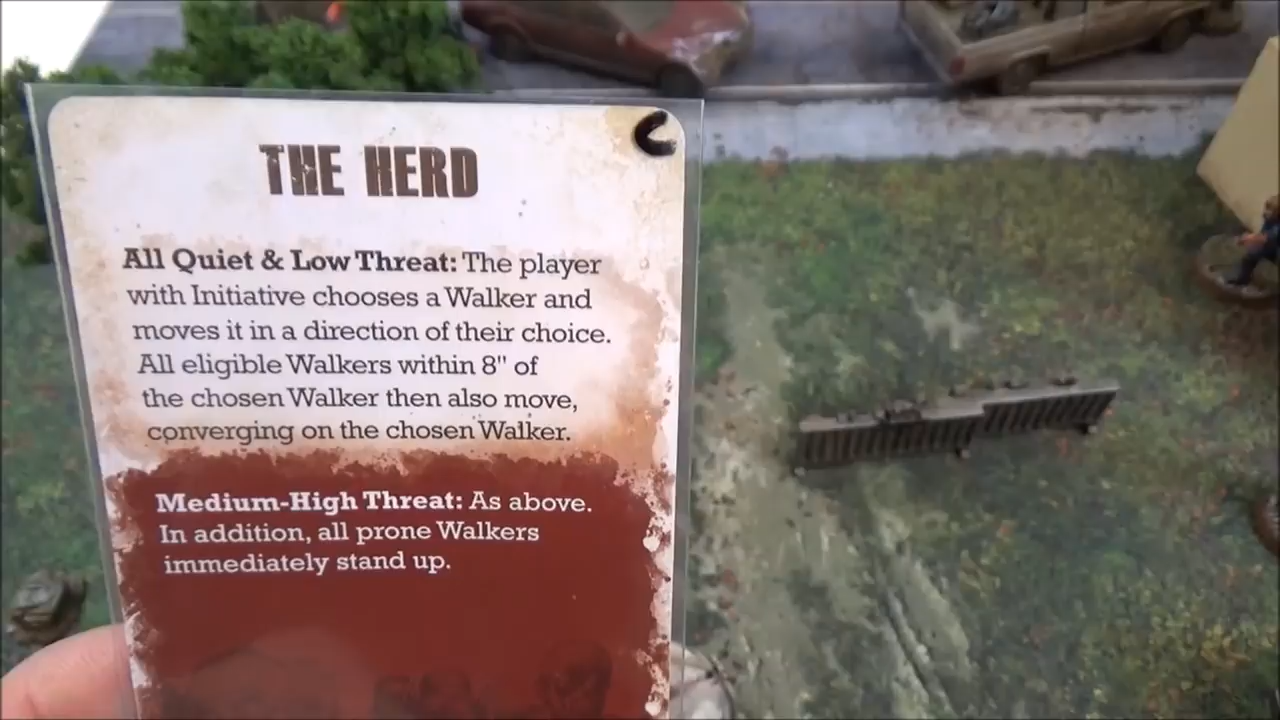 THE HERD
All Quiet & Low Threat: The player
with Initiative chooses a Walker and
moves it in a direction of their choice.
All eligible Walkers within 8" of
the chosen Walker then also move,
converging on the chosen Walker.
Medium-High Threat: As above.
In addition, all prone Walkers
immediately stand up.